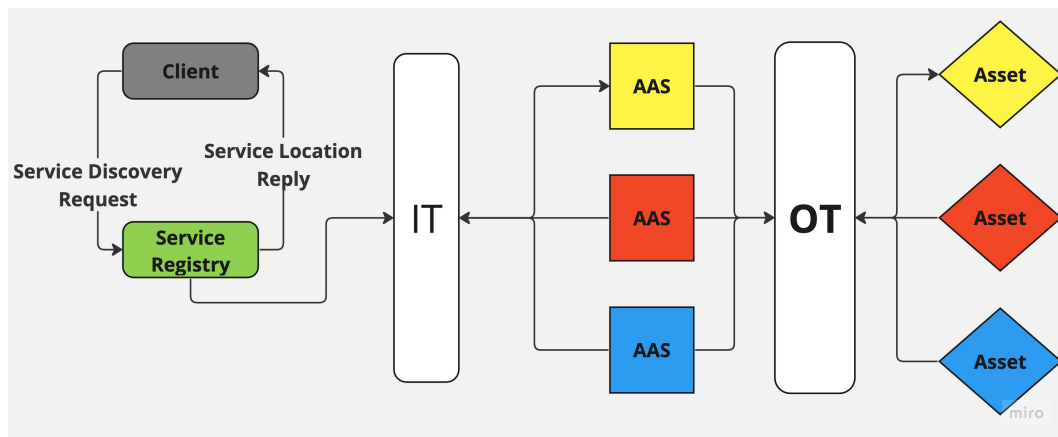 Client
Service Discovery
Request
Service Location
Reply
Service
Registry
IT
AAS
AAS
AAS
OT
Asset
Asset
Asset
miro